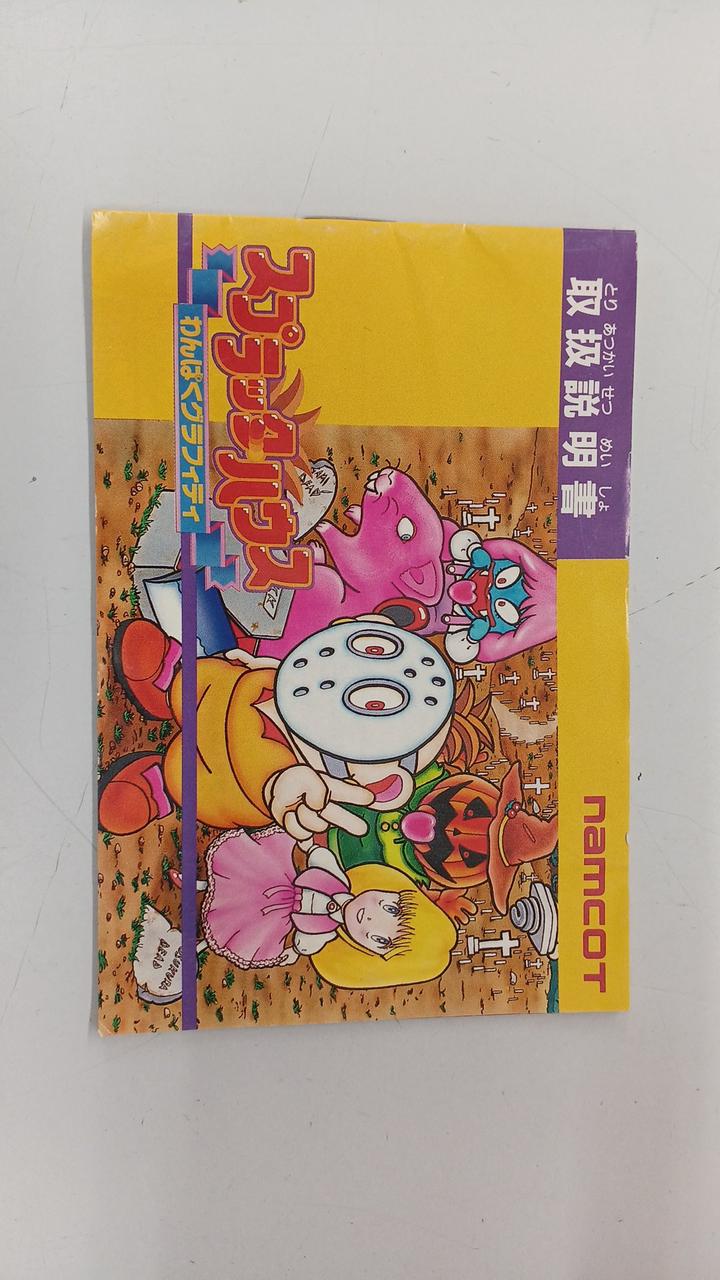 とり あつかい せつ めい しょ
取扱説明書
namcot
スプラッターハウス
わんぱくグラフィティ
DEAD